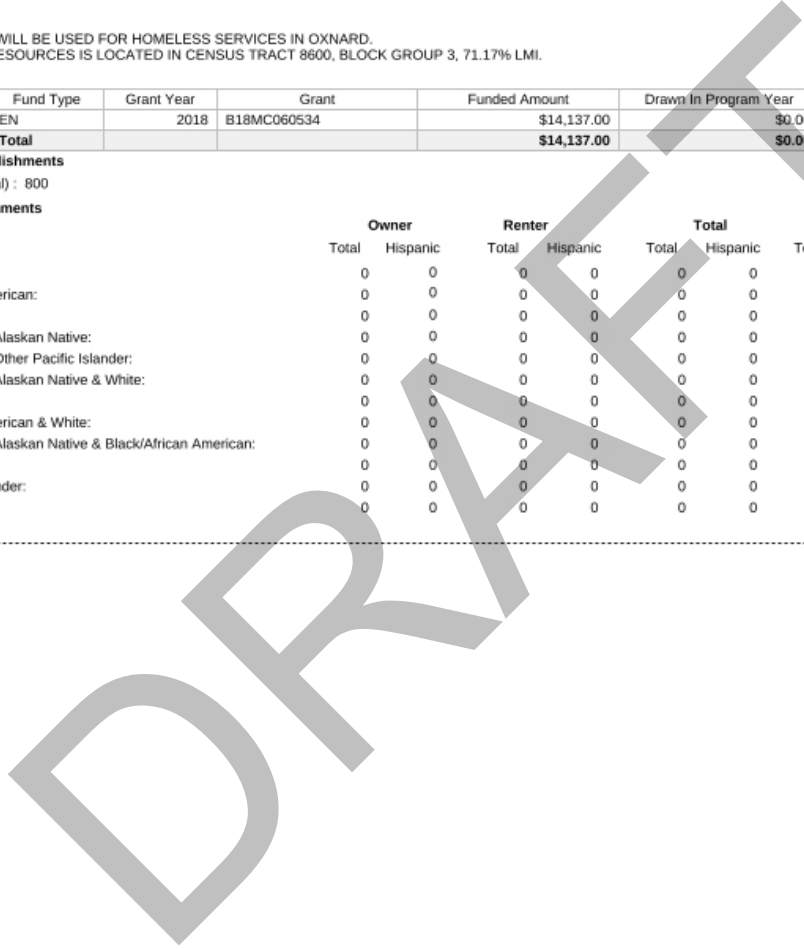 WILL BE USED FOR HOMELESS SERVICES IN OXNARD.
ESOURCES IS LOCATED IN CENSUS TRACT 8600, BLOCK GROUP 3, 71.17% LMI.
Fund Type Grant Year Grant Funded Amount Drawn In Program Year
EN 2018 B18MC060534 $14,137.00 $0.0
Total $14,137.00 $0.0
lishments
al) : 800
ments
Owner Renter Total
Total Hispanic Total Hispanic Total Hispanic To
0 0 0 0 0 0
erican: 0 0 0 0 0 0
0 0 0 0 0 0
Alaskan Native: 0 0 0 0 0 0
Other Pacific Islander: 0 0 0 0 0 0
Alaskan Native & White: 0 0 0 0 0 0
0 0 0 0 0 0
erican & White: 0 0 0 0 0 0
Alaskan Native & Black/African American: 0 0 0 0 0 0
0 0 0 0 0 0
nder: 0 0 0 0 0 0
0 0 0 0 0 0
DRAFT